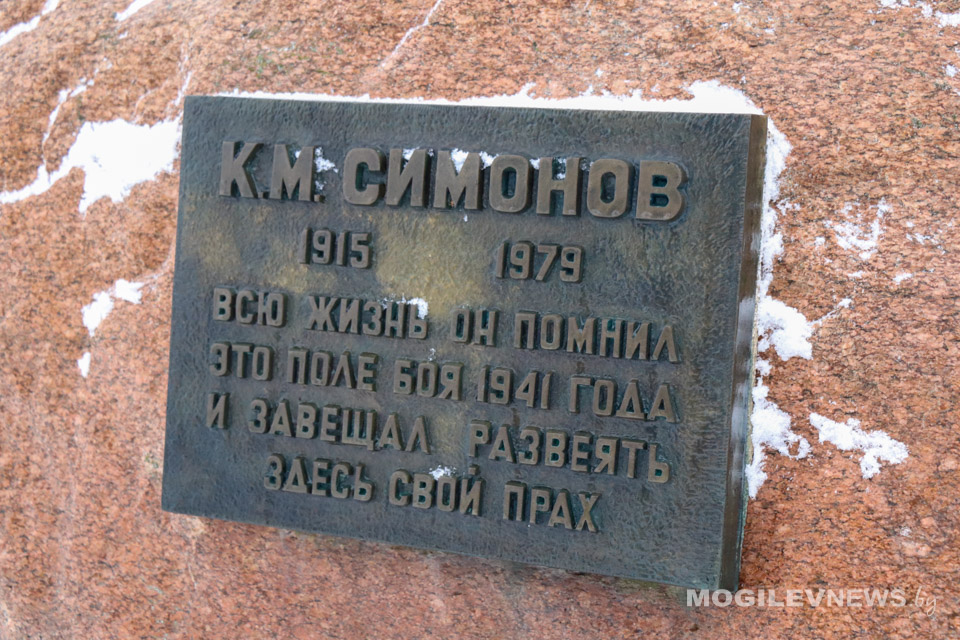 К.М. СИМОНОВ
1915 1979
ВСЮ ЖИЗНЬ ОН ПОМНИЛ
ЭТО ПОЛЕ БОЯ 1941 ГОДА
И ЗАВЕЩАЛ РАЗВЕЯТЬ
ЗДЕСЬ СВОЙ ПРАХ
MOGILEVNEWS.by